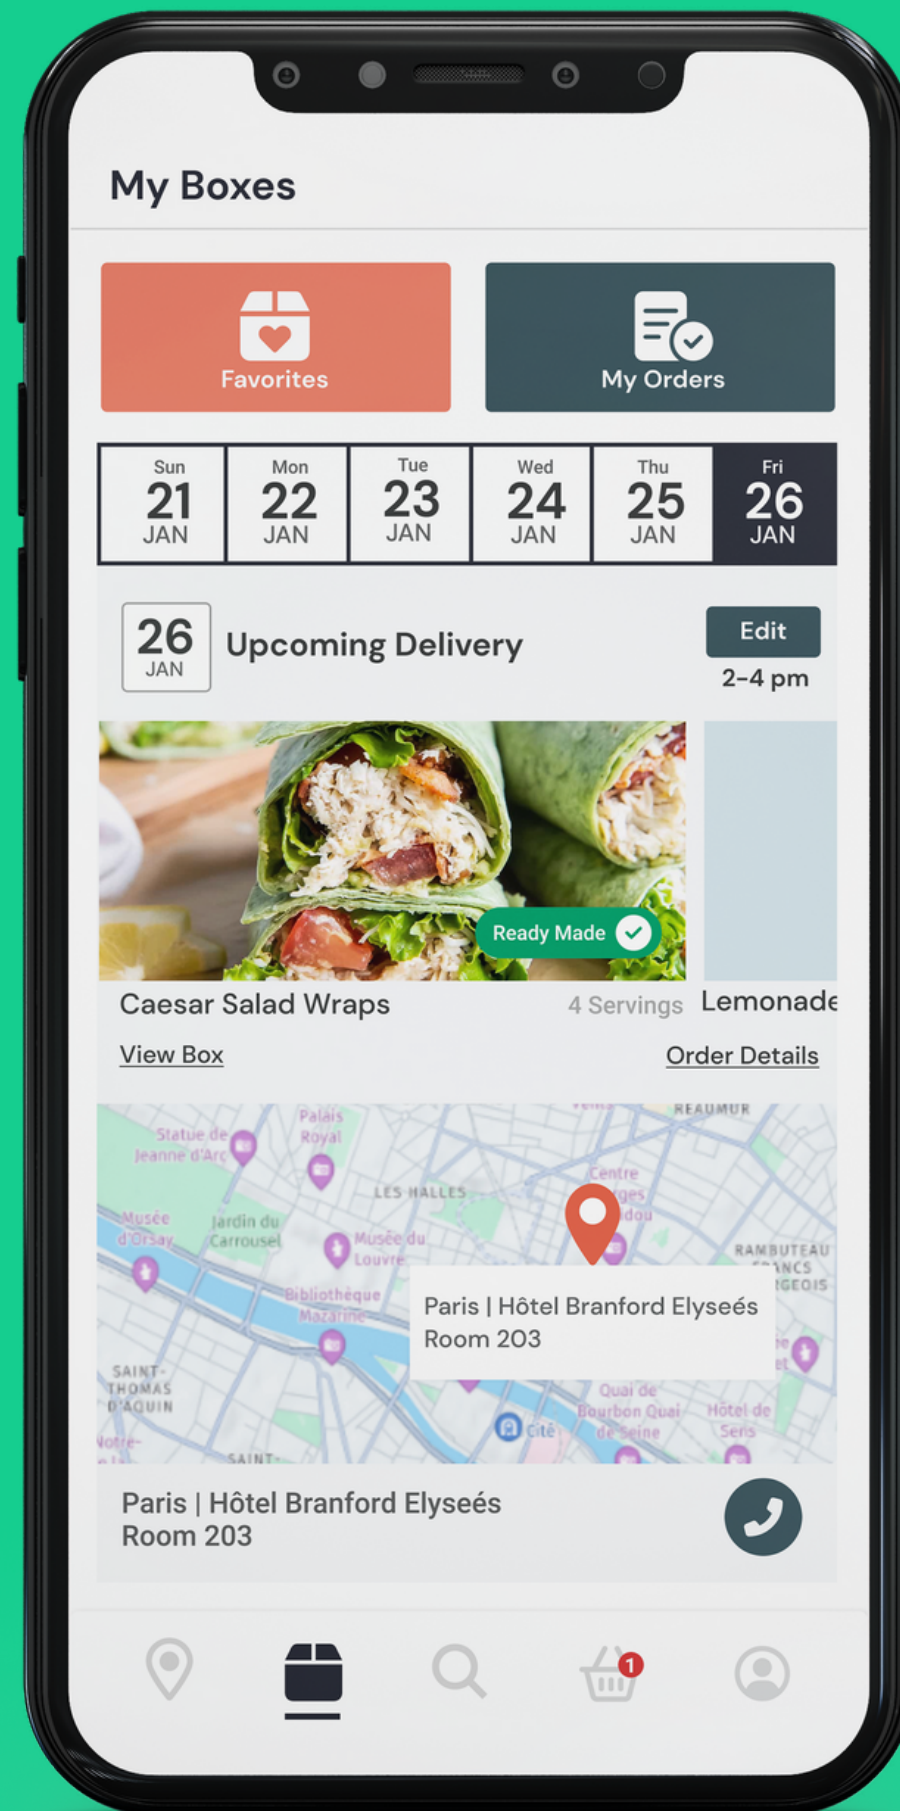 My Boxes
Favorites
My Orders
Sun
21
JAN
Mon
22
JAN
Tue
23
JAN
Wed
24
JAN
Thu
25
JAN
Fri
26
JAN
26
JAN
Upcoming Delivery
Edit
2-4 pm
Ready Made
Caesar Salad Wraps
4 Servings
Lemonade
View Box
Order Details
REAUMUR
Palais
Royal
Statue de
Jeanne d'Arc
LES HALLES
Centre
Musée
d'Orsay
Jardin du
Carrousel
Musée du
Louvre
RAMBUTEAU
Bibliothèque
Mazarine
Paris | Hôtel Branford Elyseés
Room 203
SAINT-
THOMAS
D'AQUIN
Quai de
Bourbon Quai
de Seine
Hôtel de
Sens
Cité
Notre-
SAINT-
Paris | Hôtel Branford Elyseés
Room 203
1